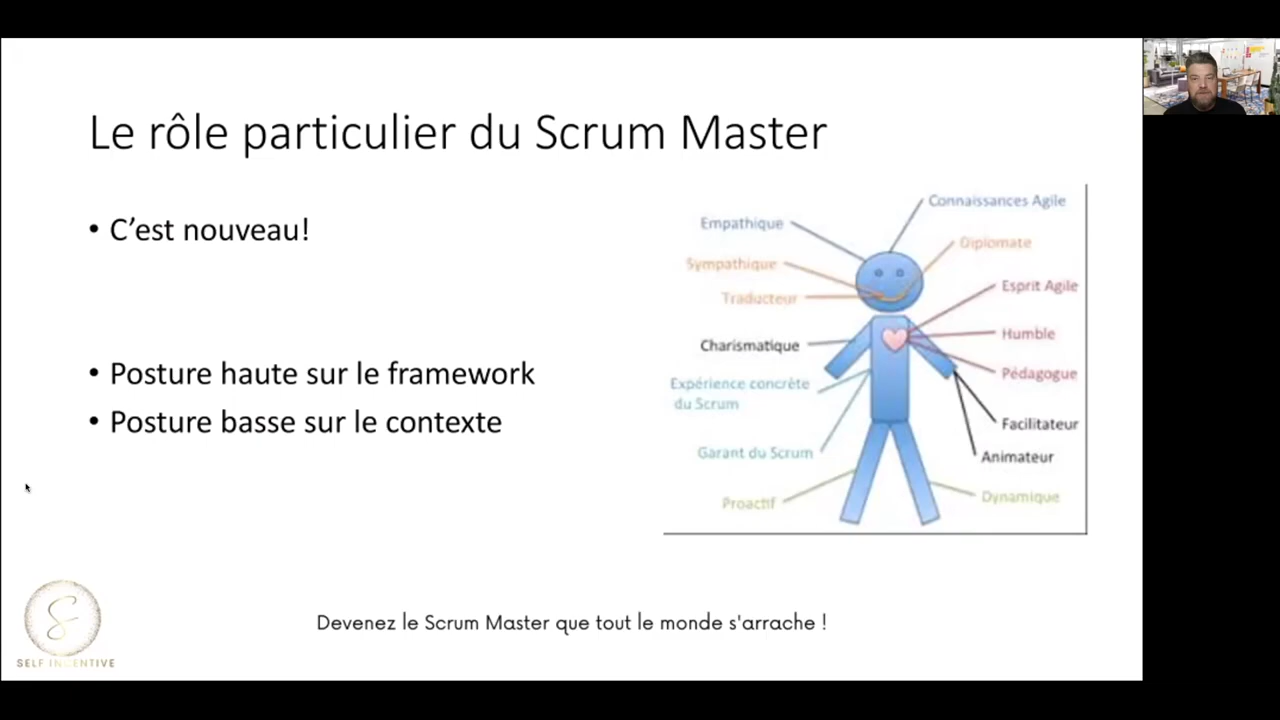 Le rôle particulier du Scrum Master
• C’est nouveau!
• Posture haute sur le framework
• Posture basse sur le contexte
Connaissances Agile
Empathique
Diplomate
Sympathique
Esprit Agile
Traducteur
Humble
Charismatique
Pédagogue
Expérience concrète
du Scrum
Facilitateur
Garant du Scrum
Animateur
Proactif
Dynamique
S
SELF INCENTIVE
Devenez le Scrum Master que tout le monde s'arrache !